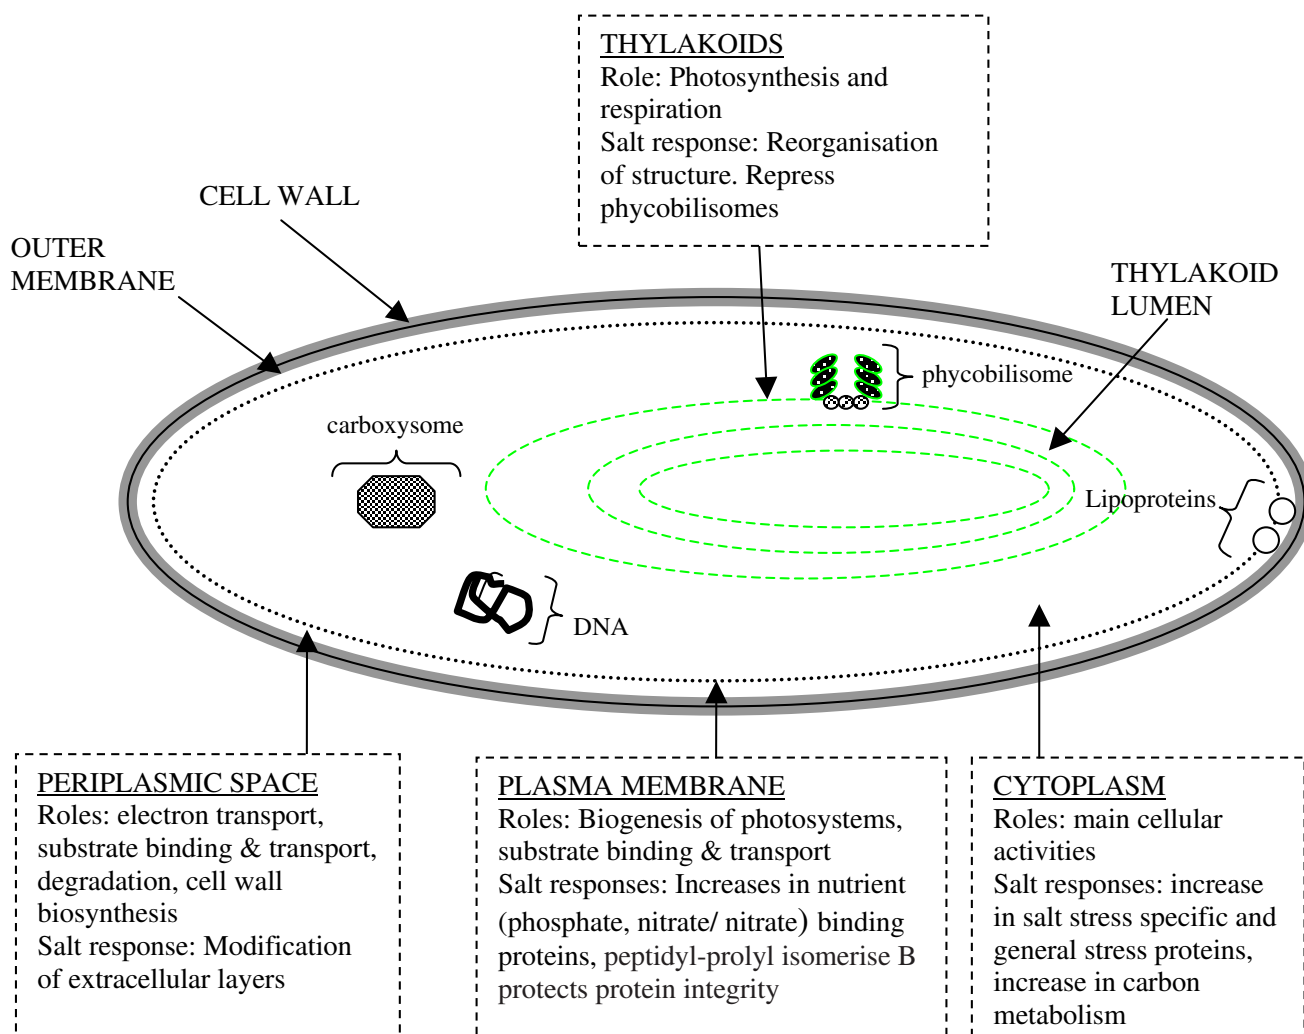 THYLAKOIDS
Role: Photosynthesis and
respiration
Salt response: Reorganisation
of structure. Repress
phycobilisomes
CELL WALL
OUTER
MEMBRANE
THYLAKOID
LUMEN
phycobilisome
carboxysome
Lipoproteins
DNA
PERIPLASMIC SPACE
Roles: electron transport,
substrate binding & transport,
degradation, cell wall
biosynthesis
Salt response: Modification
of extracellular layers
PLASMA MEMBRANE
Roles: Biogenesis of photosystems,
substrate binding & transport
Salt responses: Increases in nutrient
(phosphate, nitrate/ nitrate) binding
proteins, peptidyl-prolyl isomerise B
protects protein integrity
CYTOPLASM
Roles: main cellular
activities
Salt responses: increase
in salt stress specific and
general stress proteins,
increase in carbon
metabolism